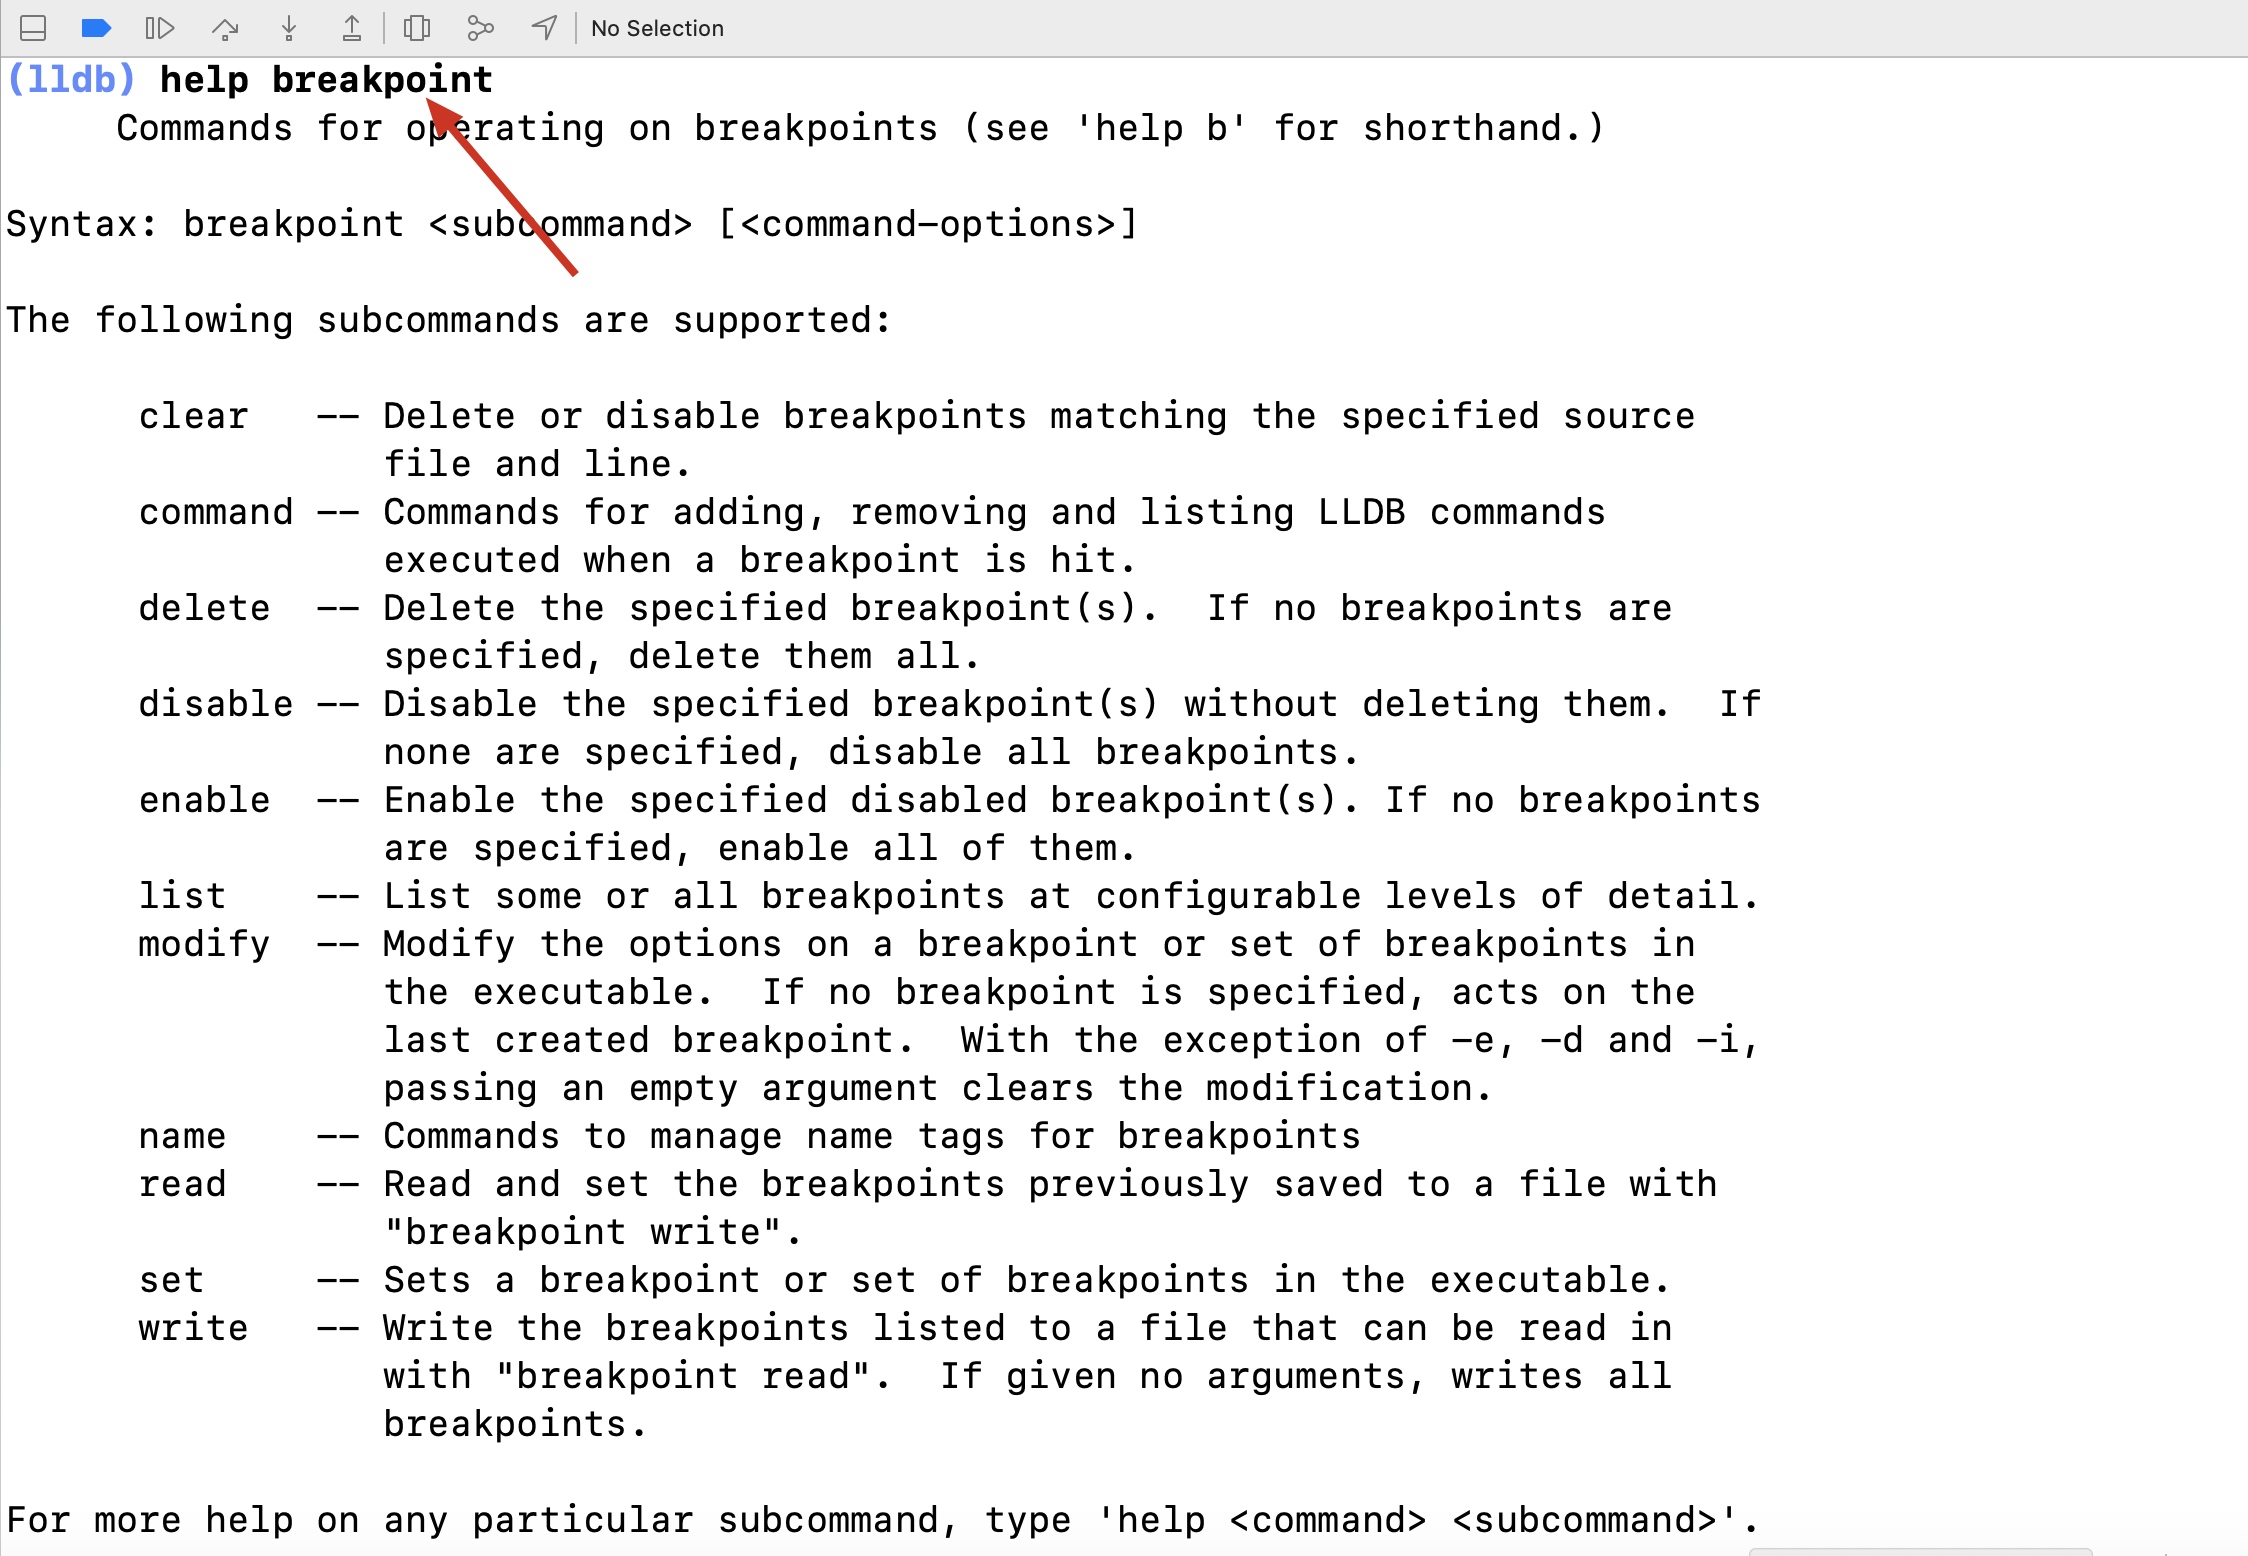 No Selection
(lldb) help breakpoint
Commands for operating on breakpoints (see 'help b' for shorthand.)
Syntax: breakpoint <subcommand> [<command-options>]
The following subcommands are supported:
clear -- Delete or disable breakpoints matching the specified source
file and line.
command -- Commands for adding, removing and listing LLDB commands
executed when a breakpoint is hit.
delete -- Delete the specified breakpoint(s).  If no breakpoints are
specified, delete them all.
disable -- Disable the specified breakpoint(s) without deleting them.  If
none are specified, disable all breakpoints.
enable -- Enable the specified disabled breakpoint(s). If no breakpoints
are specified, enable all of them.
list -- List some or all breakpoints at configurable levels of detail.
modify -- Modify the options on a breakpoint or set of breakpoints in
the executable.  If no breakpoint is specified, acts on the
last created breakpoint.  With the exception of -e, -d and -i,
passing an empty argument clears the modification.
name -- Commands to manage name tags for breakpoints
read -- Read and set the breakpoints previously saved to a file with
"breakpoint write".
set -- Sets a breakpoint or set of breakpoints in the executable.
write -- Write the breakpoints listed to a file that can be read in
with "breakpoint read".  If given no arguments, writes all
breakpoints.
For more help on any particular subcommand, type 'help <command> <subcommand>'.